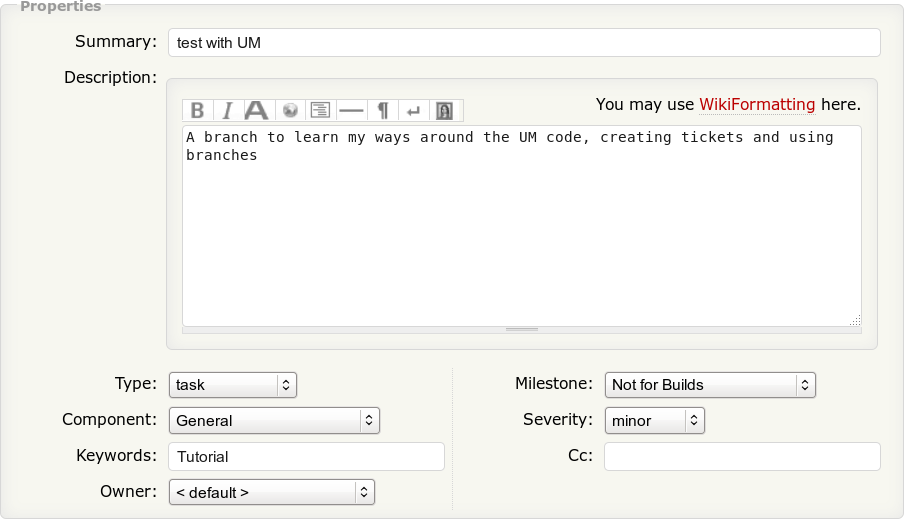 Properties
Summary: test with UM
Description:
B I A ¶ You may use WikiFormatting here.
A branch to learn my ways around the UM code, creating tickets and using
branches
Type: task Milestone: Not for Builds
Component: General Severity: minor
Keywords: Tutorial Cc:
Owner: < default >